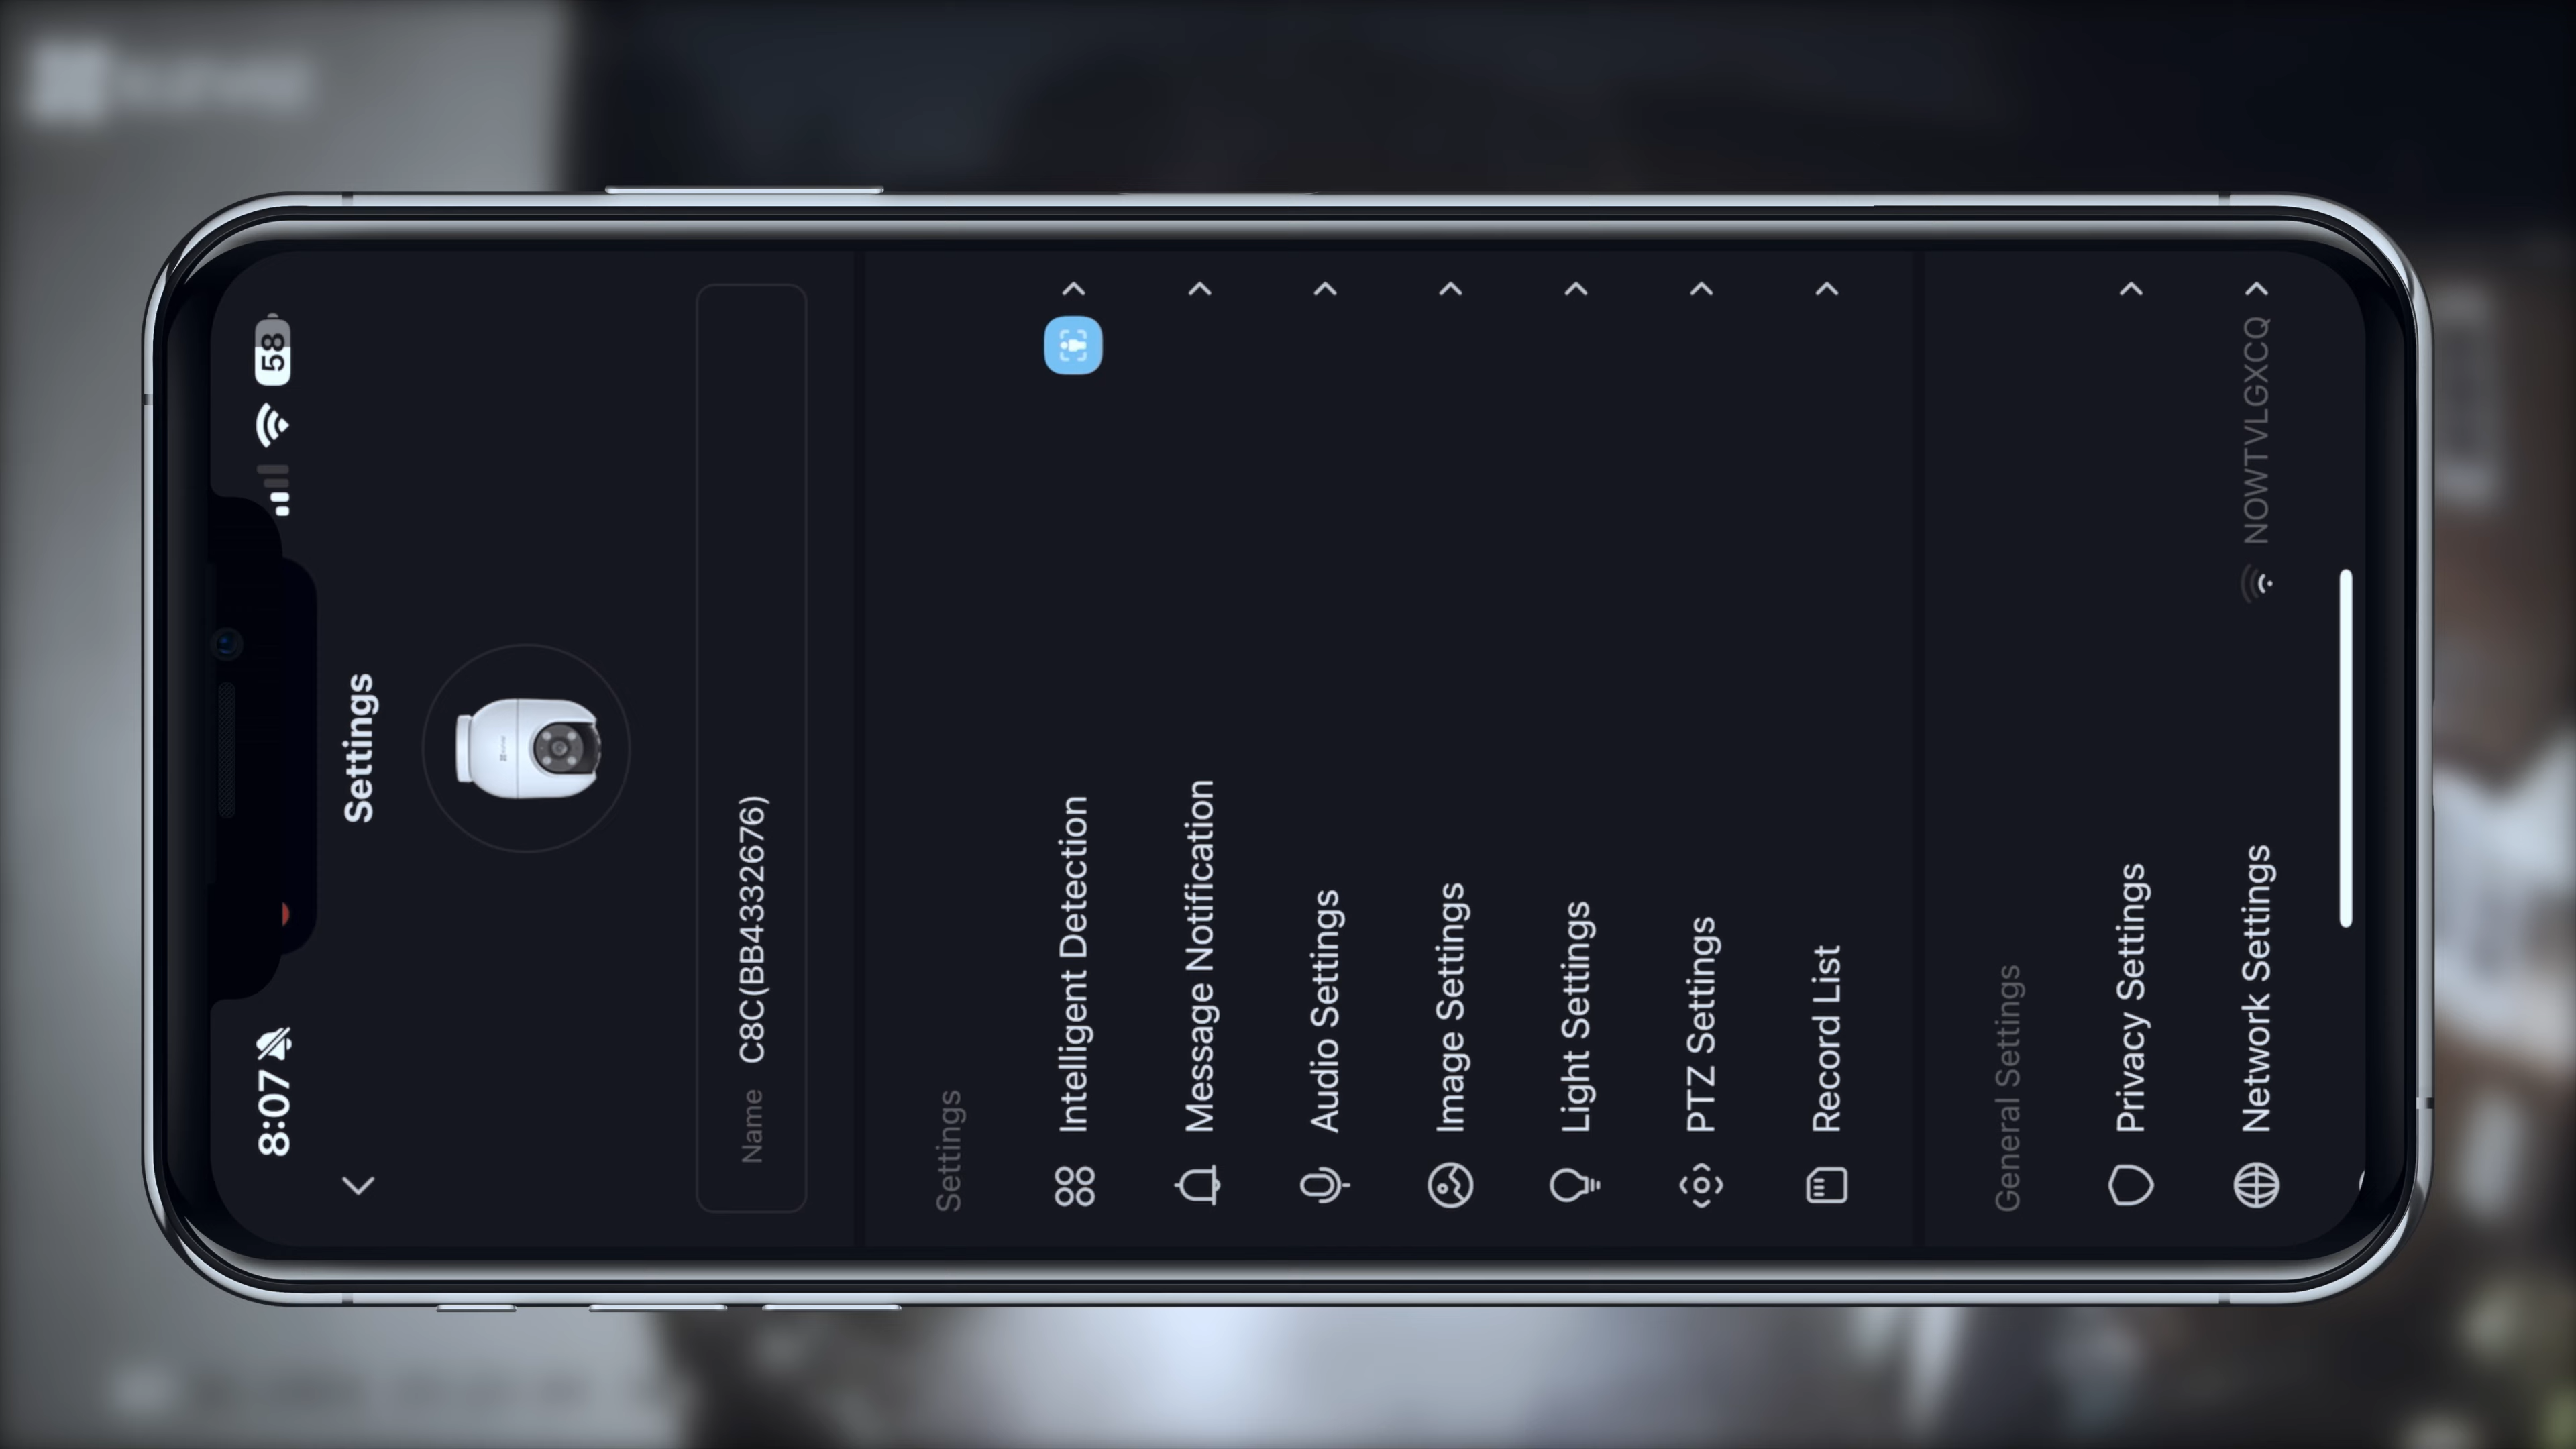 8:07
58
Settings
Name C8C(BB4332676)
Settings
Intelligent Detection
Message Notification
Audio Settings
Image Settings
Light Settings
PTZ Settings
Record List
General Settings
Privacy Settings
Network Settings NOWTVLGXCQ